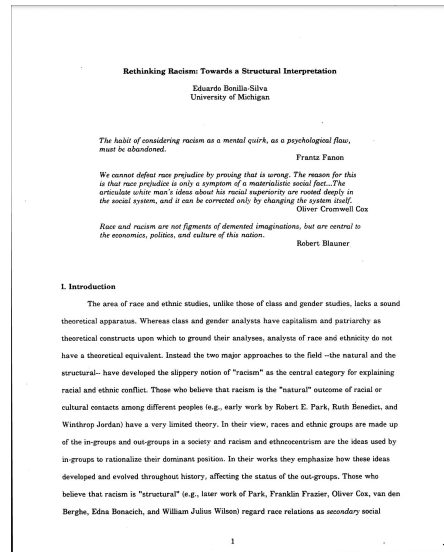 Rethinking Racism: Towards a Structural Interpretation
Eduardo Bonilla-Silva
University of Michigan
The habit of considering racism as a mental quirk, as a psychological flaw,
must be abandoned.
Frantz Fanon
We cannot defeat race prejudice by proving that is wrong. The reason for this
is that race prejudice is only a symptom of a materialistic social fact...The
articulate white man's ideas about his racial superiority are rooted deeply in
the social system, and it can be corrected only by changing the system itself.
Oliver Cromwell Cox
Race and racism are not figments of demented imaginations, but are central to
the economics, politics, and culture of this nation.
Robert Blauner
I. Introduction
The area of race and ethnic studies, unlike those of class and gender studies, lacks a sound
theoretical apparatus. Whereas class and gender analysts have capitalism and patriarchy as
theoretical constructs upon which to ground their analyses, analysts of race and ethnicity do not
have a theoretical equivalent. Instead the two major approaches to the field --the natural and the
structural-- have developed the slippery notion of "racism" as the central category for explaining
racial and ethnic conflict. Those who believe that racism is the "natural" outcome of racial or
cultural contacts among different peoples (e.g., early work by Robert E. Park, Ruth Benedict, and
Winthrop Jordan) have a very limited theory. In their view, races and ethnic groups are made up
of the in-groups and out-groups in a society and racism and ethncocentrism are the ideas used by
in-groups to rationalize their dominant position. In their works they emphasize how these ideas
developed and evolved throughout history, affecting the status of the out-groups. Those who
believe that racism is "structural" (e.g., later work of Park, Franklin Frazier, Oliver Cox, van den
Berghe, Edna Bonacich, and William Julius Wilson) regard race relations as secondary social
1